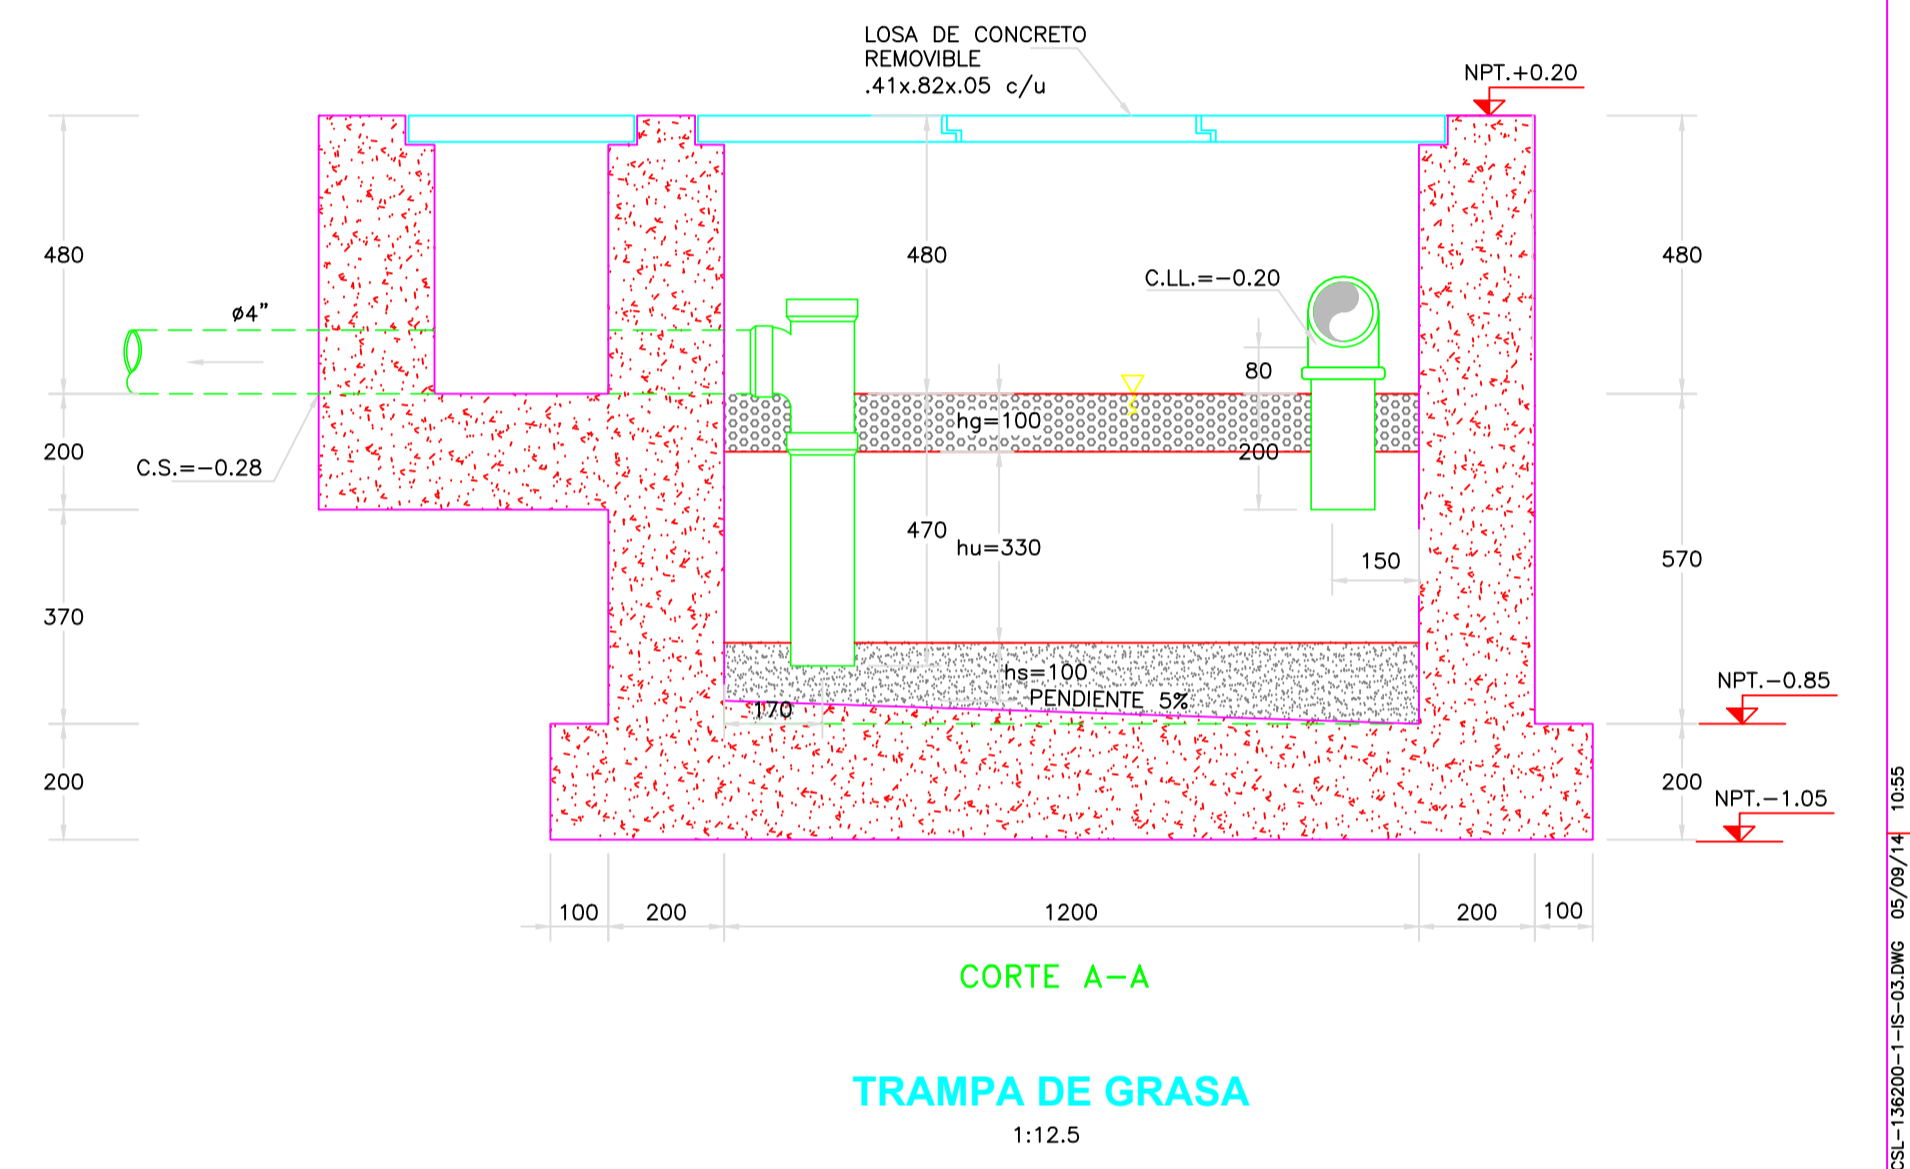 LOSA DE CONCRETO
REMOVIBLE
.41x.82x.05 c/u
NPT.+0.20
480
480
480
C.LL.=-0.20
ø4"
80
hg=100
200
200
C.S.=-0.28
470
hu=330
150
570
370
hs=100
PENDIENTE 5%
170
NPT.-0.85
200
200
NPT.-1.05
100
200
1200
200
100
CORTE A-A
TRAMPA DE GRASA
1:12.5
CSL-136200-1-IS-03.DWG 05/09/14 10:55